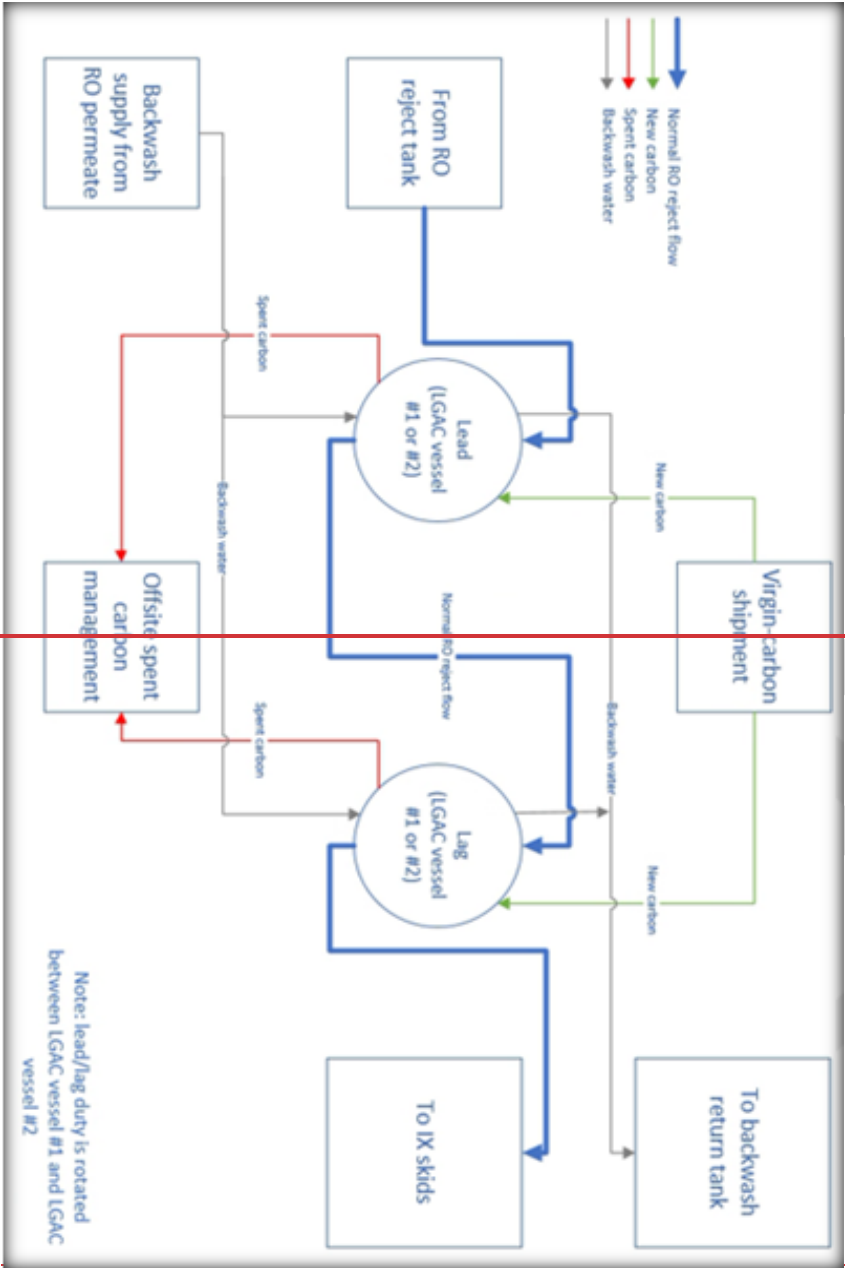 Normal RO reject flow
New carbon
Spent carbon
Backwash water
Virgin carbon
shipment
To backwash
return tank
New carbon
New carbon
Backwash water
From RO
reject tank
Lead
(LGAC vessel
#1 or #2)
Normal RO reject flow
Lag
(LGAC vessel
#1 or #2)
To IX skids
Spent carbon
Spent carbon
Backwash water
Backwash
supply from
RO permeate
Offsite spent
carbon
management
Note: lead/lag duty is rotated
between LGAC vessel #1 and LGAC
vessel #2